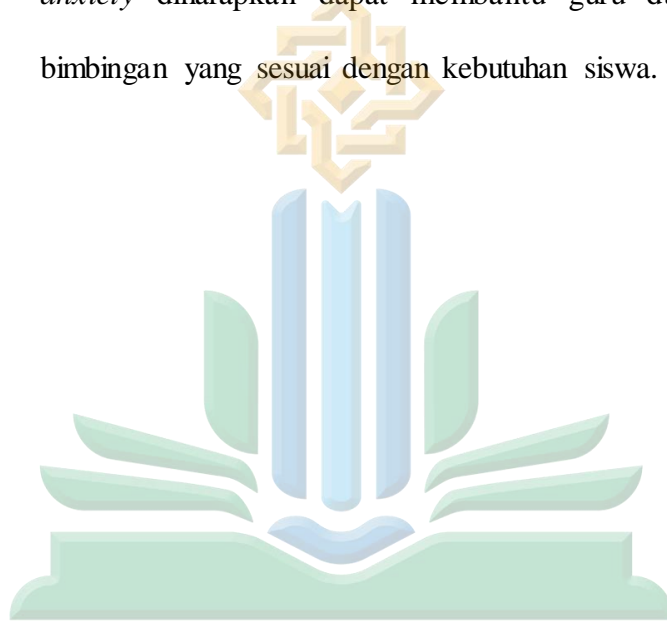 anxiety diharapkan dapat membantu guru
bimbingan yang sesuai dengan kebutuhan siswa.